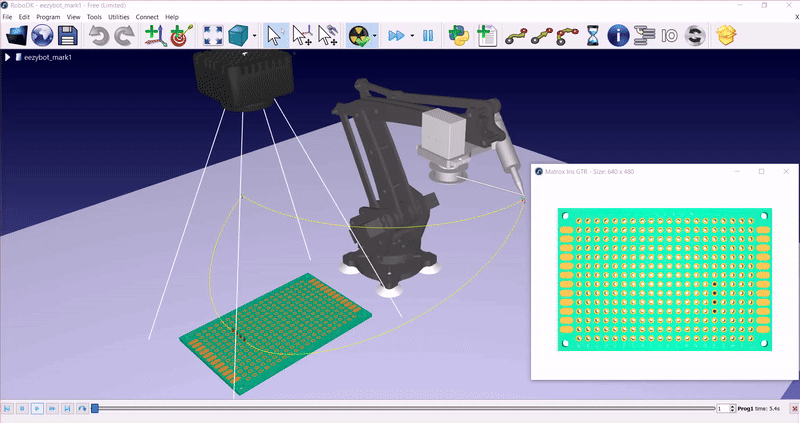 RoboDK - eezybot_mark1 - Free (Limited)
File Edit Program View Tools Utilities Connect Help
X
IO
eezybot_mark1
Matrox Iris GTR - Size: 640 x 480
1 Prog1 time: 5.4s